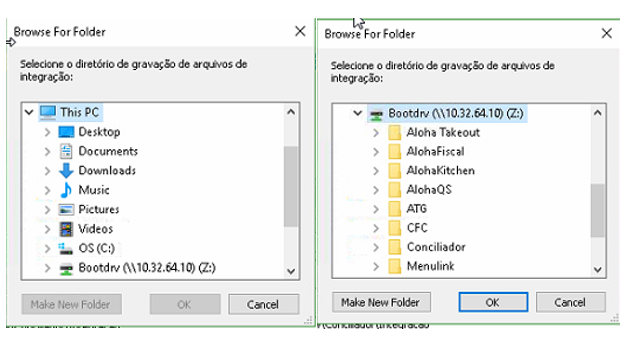 Browse For Folder
Selecione o diretório de gravação de arquivos de
integração:
This PC
Desktop
Documents
Downloads
Music
Pictures
Videos
OS (C:)
Bootdrv (\\10.32.64.10) (Z:)
Make New Folder
OK
Cancel
Browse For Folder
Selecione o diretório de gravação de arquivos de
integração:
Bootdrv (\\10.32.64.10) (Z:)
Aloha Takeout
AlohaFiscal
AlohaKitchen
AlohaQS
ATG
CFC
Conciliador
Menulink
Make New Folder
OK
Cancel